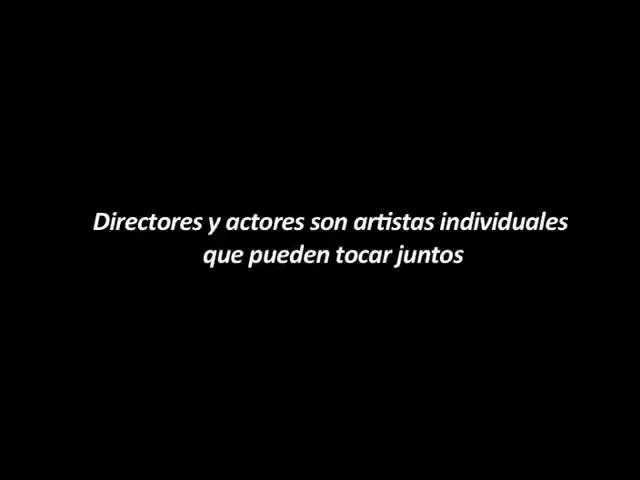 Directores y actores son artistas individuales
que pueden tocar juntos